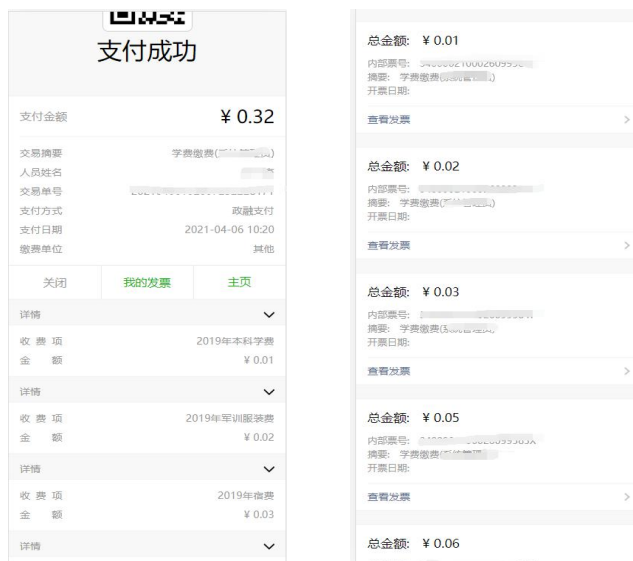 支付成功
支付金额 ¥ 0.32
交易摘要 学费缴费(
人员姓名
交易单号
支付方式 政融支付
支付日期 2021-04-06 10:20
缴费单位 其他
关闭 我的发票 主页
详情
收 费 项 2019年本科学费
金 额 ¥ 0.01
详情
收 费 项 2019年军训服装费
金 额 ¥ 0.02
详情
收 费 项 2019年宿费
金 额 ¥ 0.03
详情
总金额: ¥ 0.01
内部票号:
摘要: 学费缴费(
开票日期:
查看发票
总金额: ¥ 0.02
内部票号:
摘要: 学费缴费(
开票日期:
查看发票
总金额: ¥ 0.03
内部票号:
摘要: 学费缴费(
开票日期:
查看发票
总金额: ¥ 0.05
内部票号:
摘要: 学费缴费(
开票日期:
查看发票
总金额: ¥ 0.06